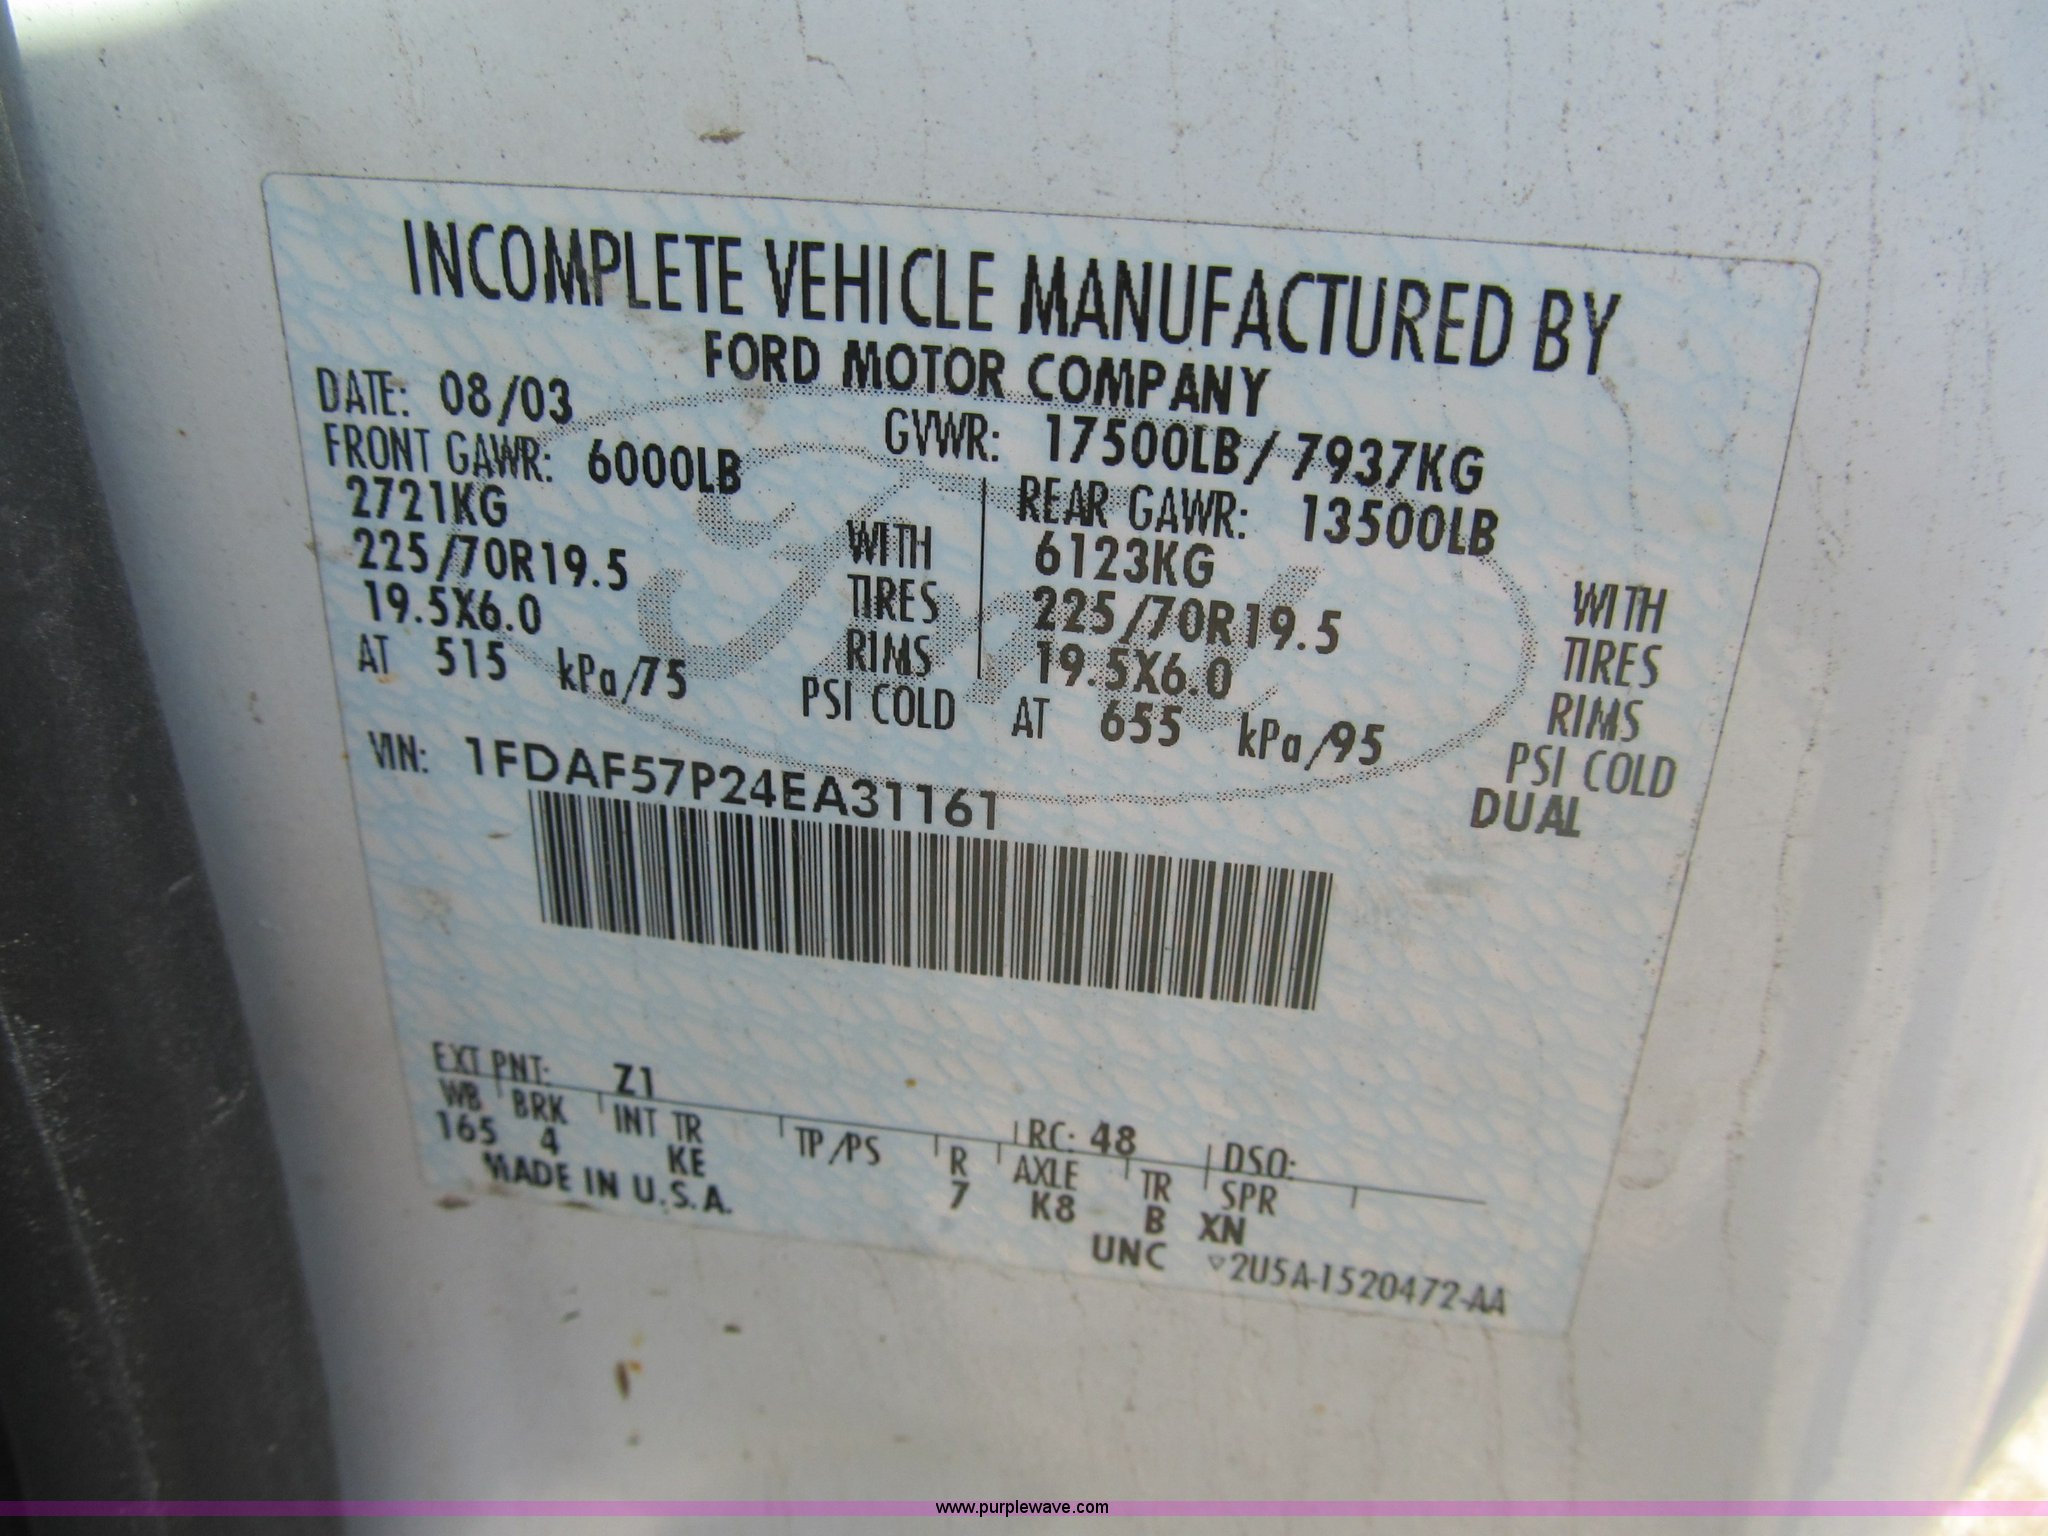 INCOMPLETE VEHICLE MANUFACTURED BY
FORD MOTOR COMPANY
DATE: 08/03
GVWR: 17500LB/7937KG
FRONT GAWR: 6000LB
2721KG WITH
225/70R19.5 TIRES
19.5X6.0 RIMS
AT 515 kPa/75 PSI COLD
REAR GAWR: 13500LB
6123KG WITH
225/70R19.5 TIRES
19.5X6.0 RIMS
AT 655 kPa/95 PSI COLD
DUAL
VIN: 1FDAF57P24EA31161
EXT PNT: Z1 RC: 48 DSO:
WB BRK INT TR TP/PS R AXLE TR SPR
165 4 KE 7 K8 B XN
MADE IN U.S.A.
UNC ▽2U5A-1520472-AA
Ford
www.purplewave.com